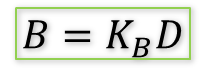 B = K_B D